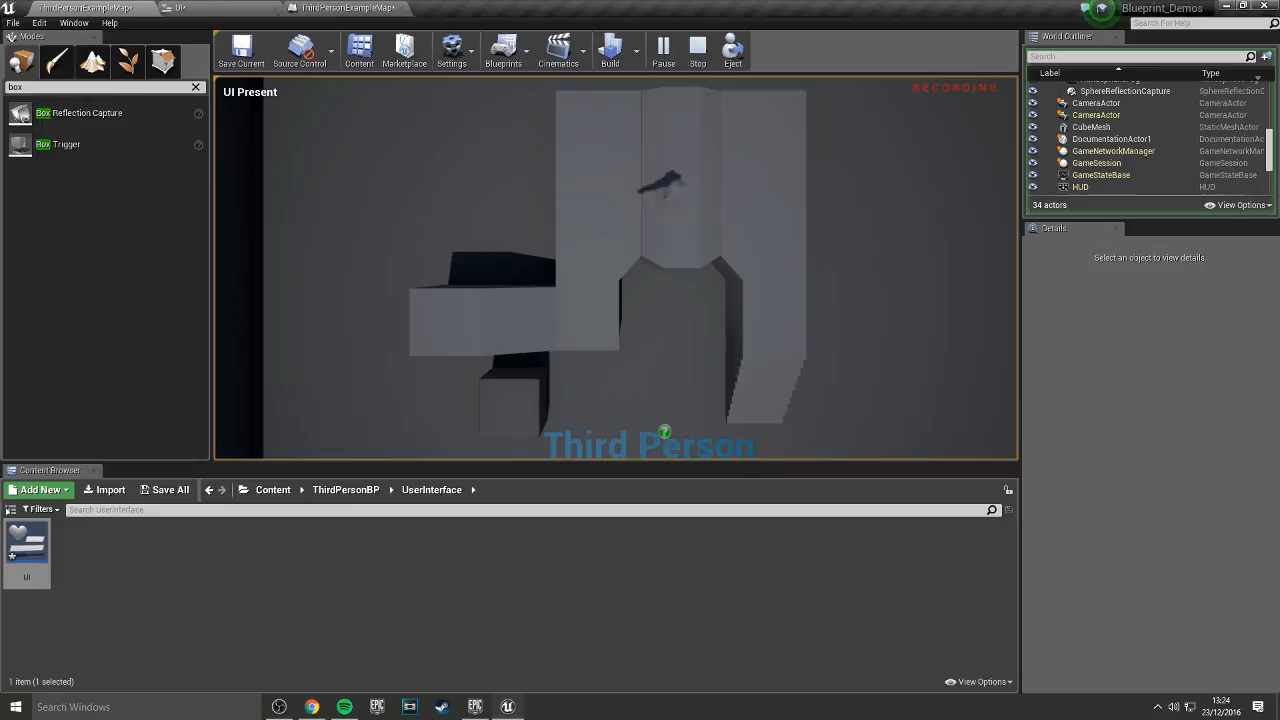 ThirdPersonExampleMap*
UI*
ThirdPersonExampleMap*
Blueprint_Demos
File Edit Window Help
Search For Help
Modes
Save Current
Source Control
Content
Marketplace
Settings
Blueprints
Cinematics
Build
Pause
Stop
Eject
World Outliner
Search
Label Type
box
Box Reflection Capture
Box Trigger
UI Present
RECORDING
SphereReflectionCapture SphereReflectionC
CameraActor CameraActor
CameraActor CameraActor
CubeMesh StaticMeshActor
DocumentationActor1 DocumentationAc
GameNetworkManager GameNetworkMan
GameSession GameSession
GameStateBase GameStateBase
HUD HUD
34 actors View Options
Details
Select an object to view details.
Third Person
Content Browser
Add New Import Save All Content ThirdPersonBP UserInterface
Filters Search UserInterface
UI
1 item (1 selected) View Options
Search Windows
EPIC
EPIC
13:24
23/12/2016